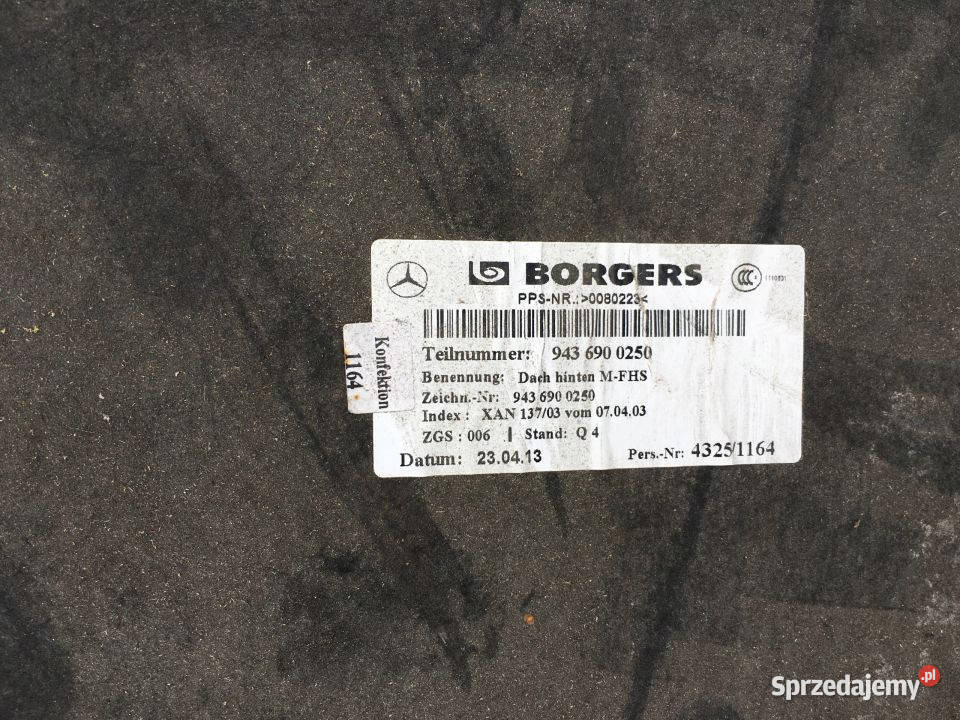 BORGERS
PPS-NR.:>0080223<
Teilnummer: 943 690 0250
Benennung: Dach hinten M-FHS
Zeichn.-Nr: 943 690 0250
Index : XAN 137/03 vom 07.04.03
ZGS : 006 | Stand: Q 4
Datum: 23.04.13 Pers.-Nr: 4325/1164
Konfektion
1164
Sprzedajemy.pl